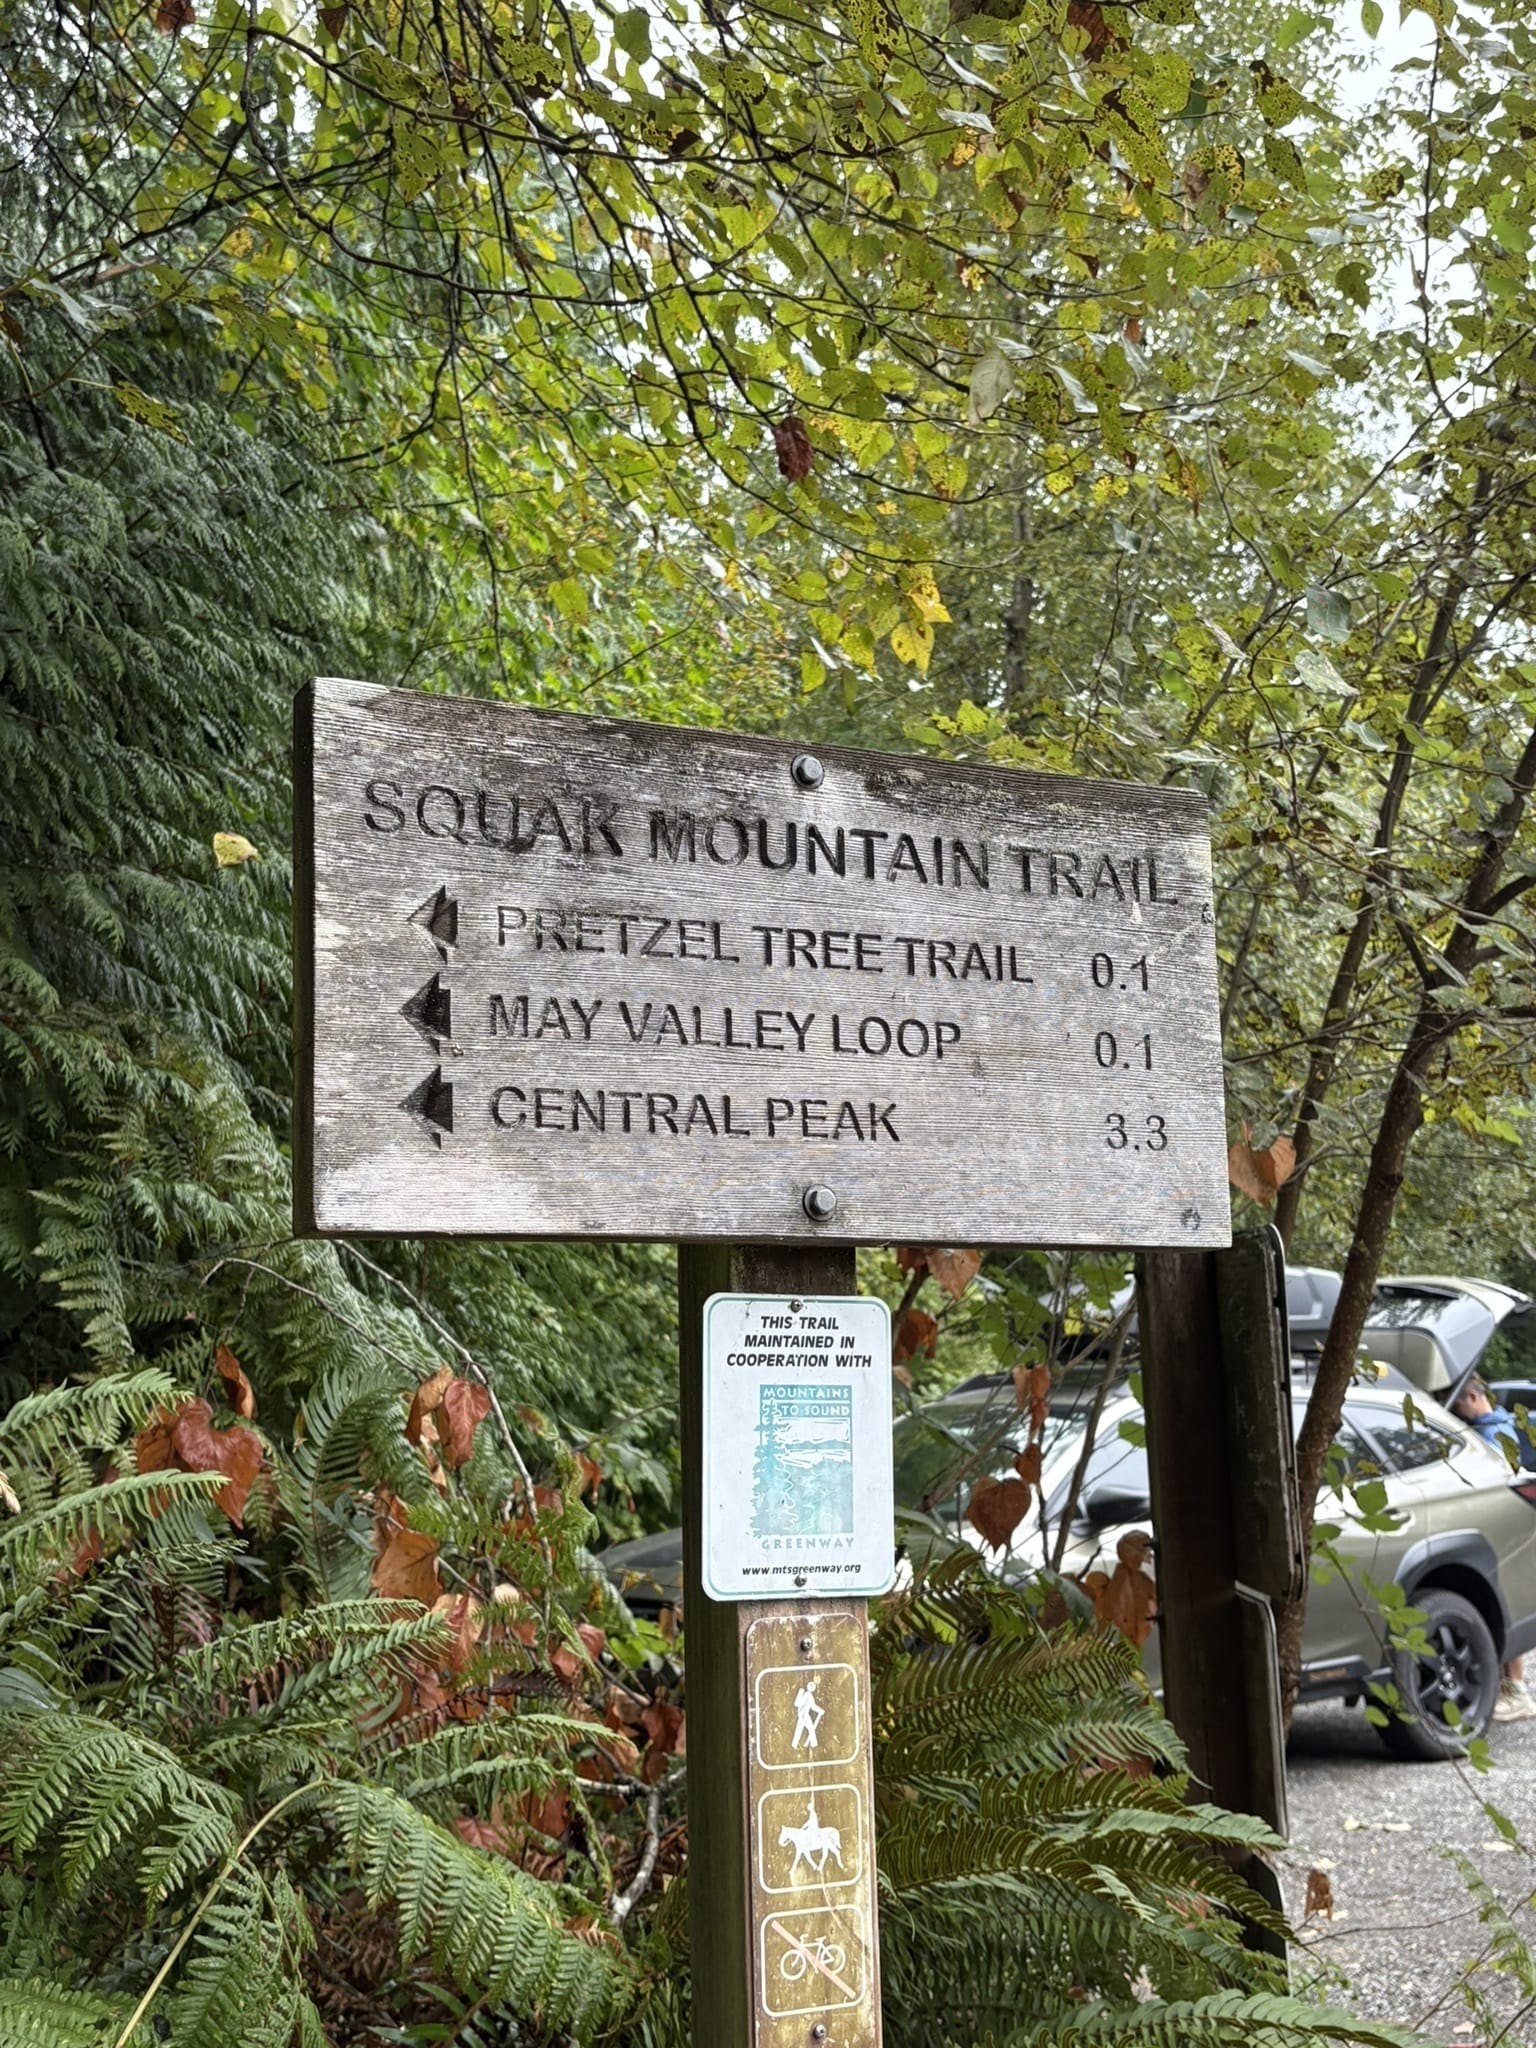 SQUAK MOUNTAIN TRAIL
PRETZEL TREE TRAIL 0.1
MAY VALLEY LOOP 0.1
CENTRAL PEAK 3.3
THIS TRAIL
MAINTAINED IN
COOPERATION WITH
MOUNTAINS
TO SOUND
GREENWAY
www.mtsgreenway.org